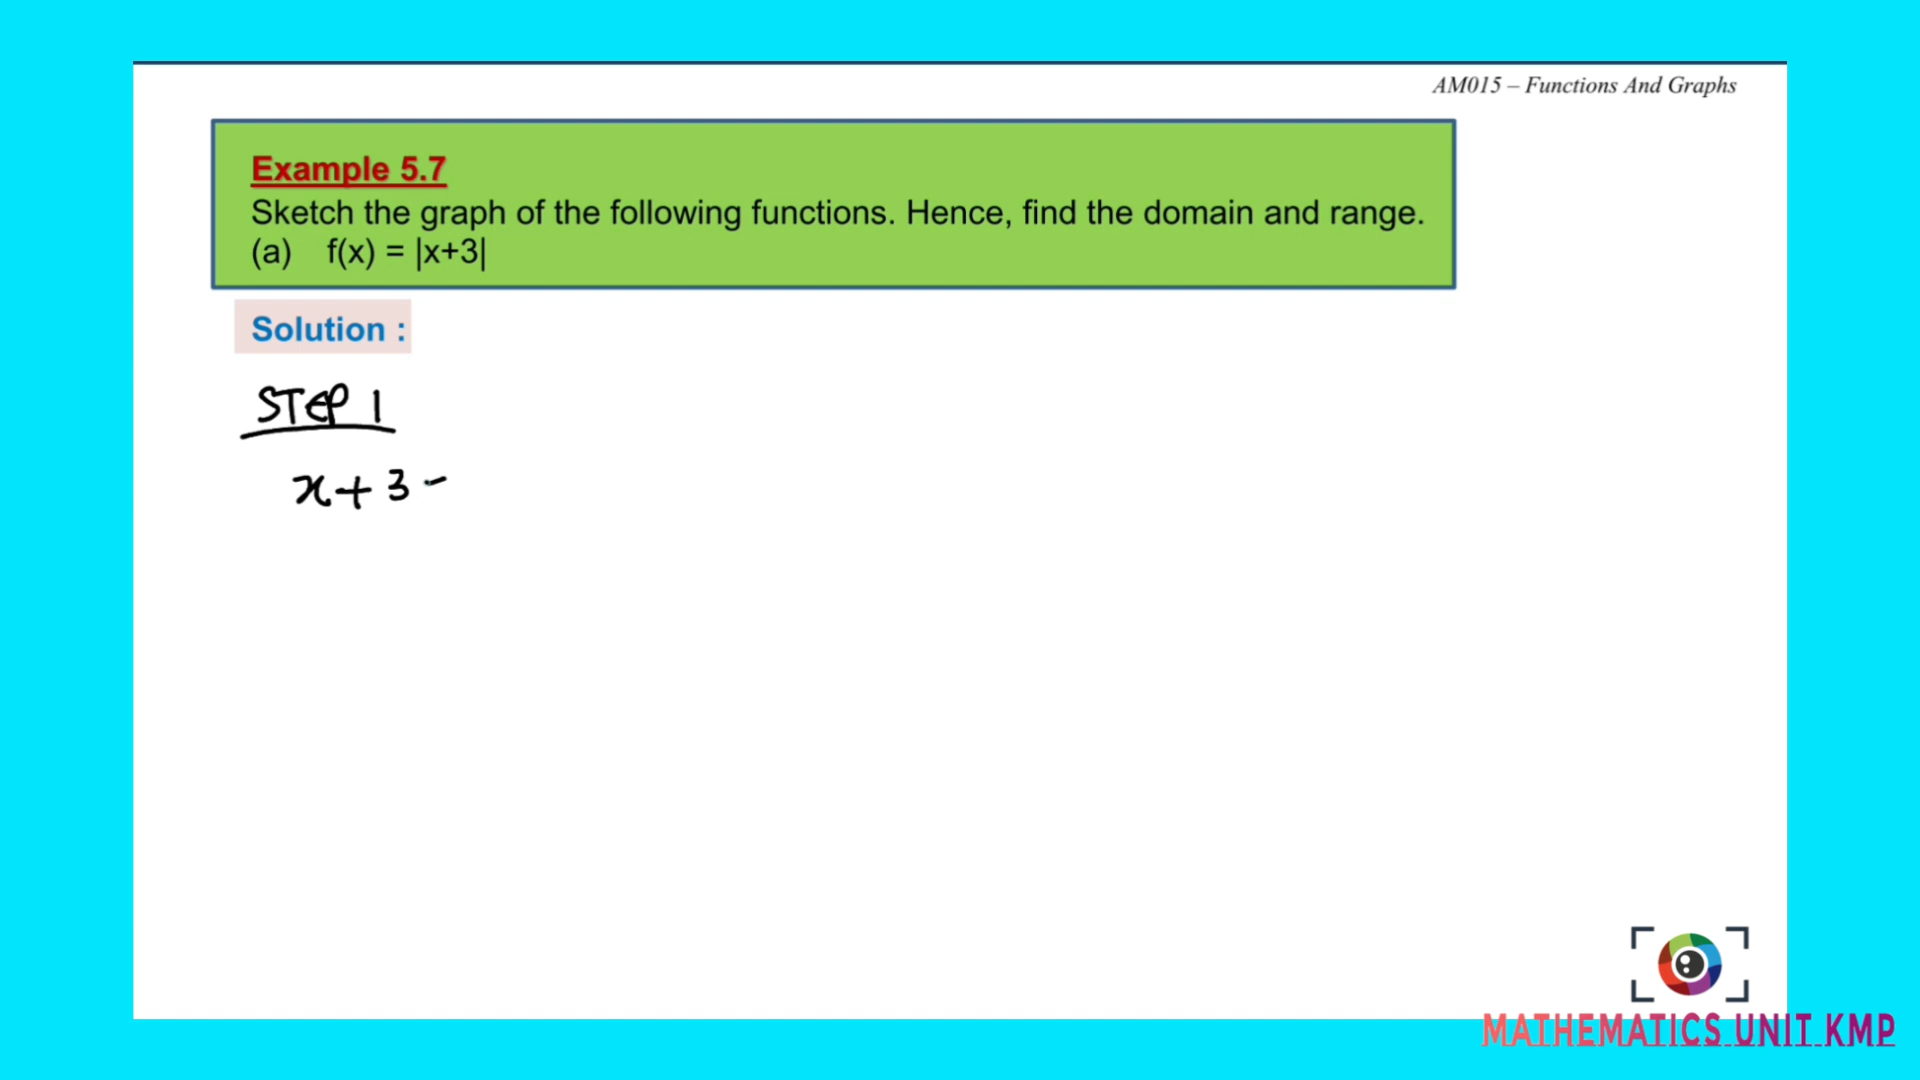 AM015 – Functions And Graphs
Example 5.7
Sketch the graph of the following functions. Hence, find the domain and range.
(a) f(x) = |x+3|
Solution :
STEP 1
x + 3 -
MATHEMATICS UNIT KMP